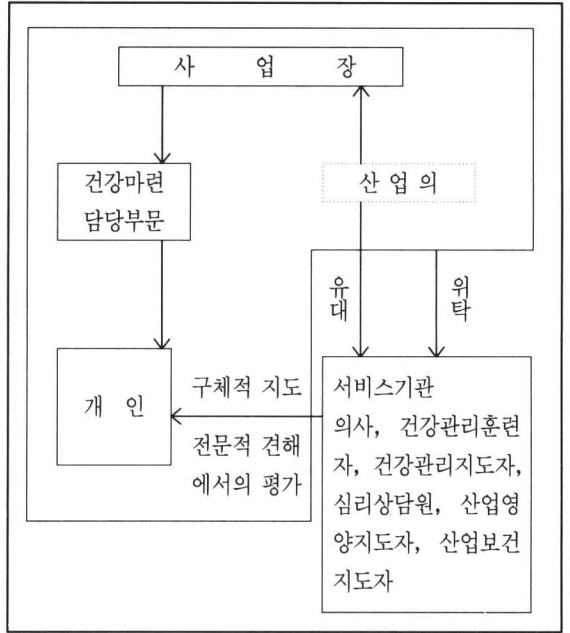 사 업 장
건강마련
담당부문
산 업 의
유대
위탁
개 인
구체적 지도
전문적 견해
에서의 평가
서비스기관
의사, 건강관리훈련
자, 건강관리지도자,
심리상담원, 산업영
양지도자, 산업보건
지도자